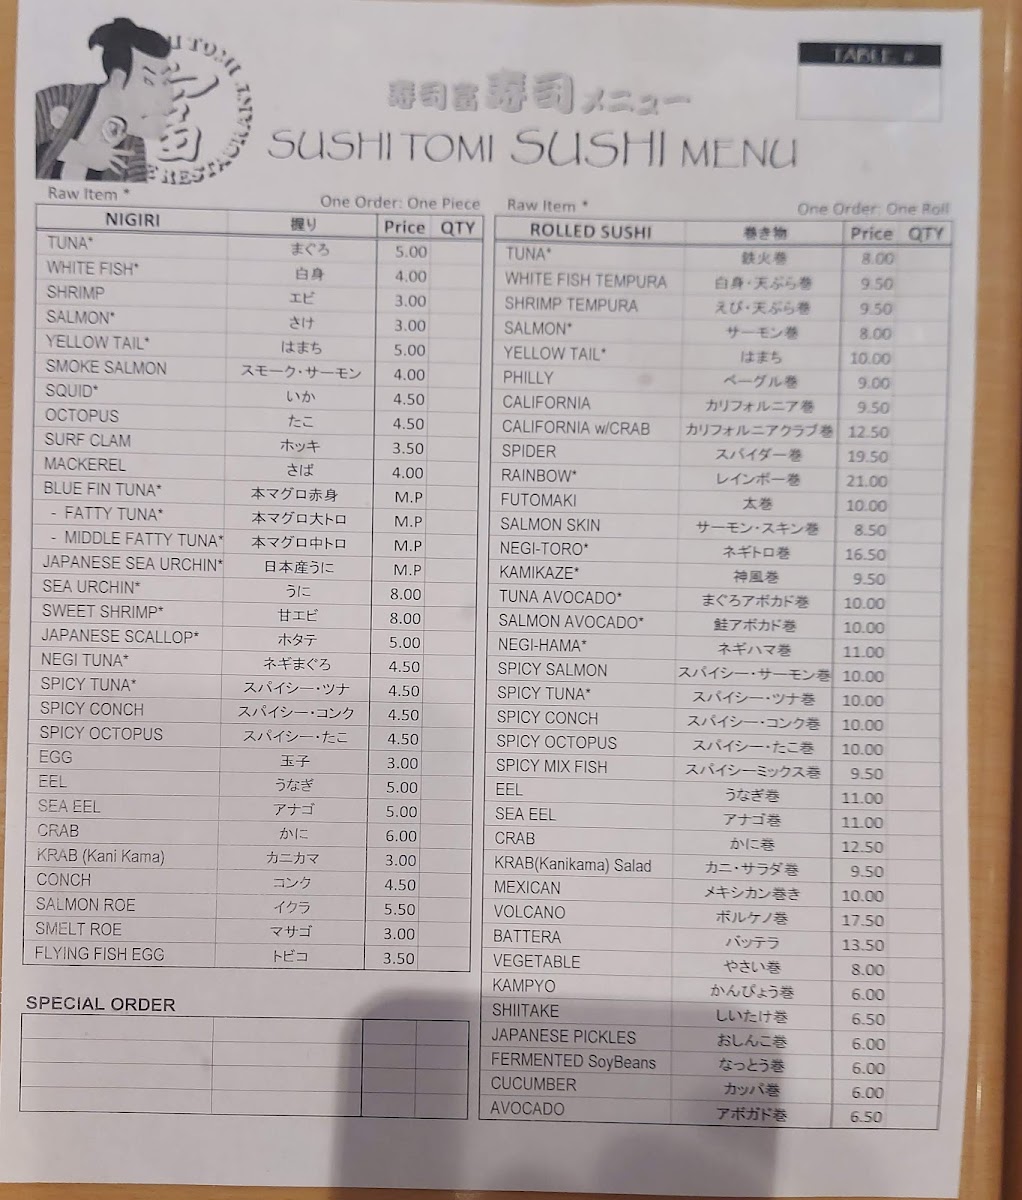 TABLE #
寿司富 寿司 メニュー
SUSHI TOMI SUSHI MENU
Raw Item * One Order: One Piece
NIGIRI 握り Price QTY
TUNA* まぐろ 5.00
WHITE FISH* 白身 4.00
SHRIMP エビ 3.00
SALMON* さけ 3.00
YELLOW TAIL* はまち 5.00
SMOKE SALMON スモーク・サーモン 4.00
SQUID* いか 4.50
OCTOPUS たこ 4.50
SURF CLAM ホッキ 3.50
MACKEREL さば 4.00
BLUE FIN TUNA* 本マグロ赤身 M.P
- FATTY TUNA* 本マグロ大トロ M.P
- MIDDLE FATTY TUNA* 本マグロ中トロ M.P
JAPANESE SEA URCHIN* 日本産うに M.P
SEA URCHIN* うに 8.00
SWEET SHRIMP* 甘エビ 8.00
JAPANESE SCALLOP* ホタテ 5.00
NEGI TUNA* ネギまぐろ 4.50
SPICY TUNA* スパイシー・ツナ 4.50
SPICY CONCH スパイシー・コンク 4.50
SPICY OCTOPUS スパイシー・たこ 4.50
EGG 玉子 3.00
EEL うなぎ 5.00
SEA EEL アナゴ 5.00
CRAB かに 6.00
KRAB (Kani Kama) カニカマ 3.00
CONCH コンク 4.50
SALMON ROE イクラ 5.50
SMELT ROE マサゴ 3.00
FLYING FISH EGG トビコ 3.50
SPECIAL ORDER
Raw Item * One Order: One Roll
ROLLED SUSHI 巻き物 Price QTY
TUNA* 鉄火巻 8.00
WHITE FISH TEMPURA 白身・天ぷら巻 9.50
SHRIMP TEMPURA えび・天ぷら巻 9.50
SALMON* サーモン巻 8.00
YELLOW TAIL* はまち 10.00
PHILLY ベーグル巻 9.00
CALIFORNIA カリフォルニア巻 9.50
CALIFORNIA w/CRAB カリフォルニアクラブ巻 12.50
SPIDER スパイダー巻 19.50
RAINBOW* レインボー巻 21.00
FUTOMAKI 太巻 10.00
SALMON SKIN サーモン・スキン巻 8.50
NEGI-TORO* ネギトロ巻 16.50
KAMIKAZE* 神風巻 9.50
TUNA AVOCADO* まぐろアボカド巻 10.00
SALMON AVOCADO* 鮭アボカド巻 10.00
NEGI-HAMA* ネギハマ巻 11.00
SPICY SALMON スパイシー・サーモン巻 10.00
SPICY TUNA* スパイシー・ツナ巻 10.00
SPICY CONCH スパイシー・コンク巻 10.00
SPICY OCTOPUS スパイシー・たこ巻 10.00
SPICY MIX FISH スパイシーミックス巻 9.50
EEL うなぎ巻 11.00
SEA EEL アナゴ巻 11.00
CRAB かに巻 12.50
KRAB(Kanikama) Salad カニ・サラダ巻 9.50
MEXICAN メキシカン巻き 10.00
VOLCANO ボルケノ巻 17.50
BATTERA バッテラ 13.50
VEGETABLE やさい巻 8.00
KAMPYO かんぴょう巻 6.00
SHIITAKE しいたけ巻 6.50
JAPANESE PICKLES おしんこ巻 6.00
FERMENTED SoyBeans なっとう巻 6.00
CUCUMBER カッパ巻 6.00
AVOCADO アボガド巻 6.50